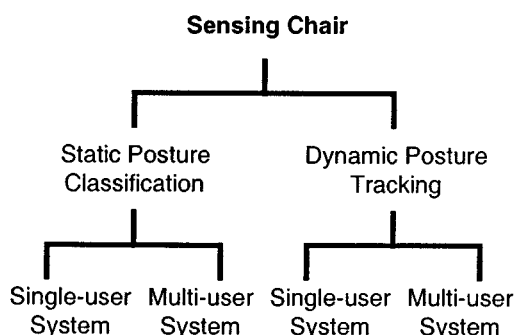 Sensing Chair
Static Posture
Classification
Dynamic Posture
Tracking
Single-user
System
Multi-user
System
Single-user
System
Multi-user
System